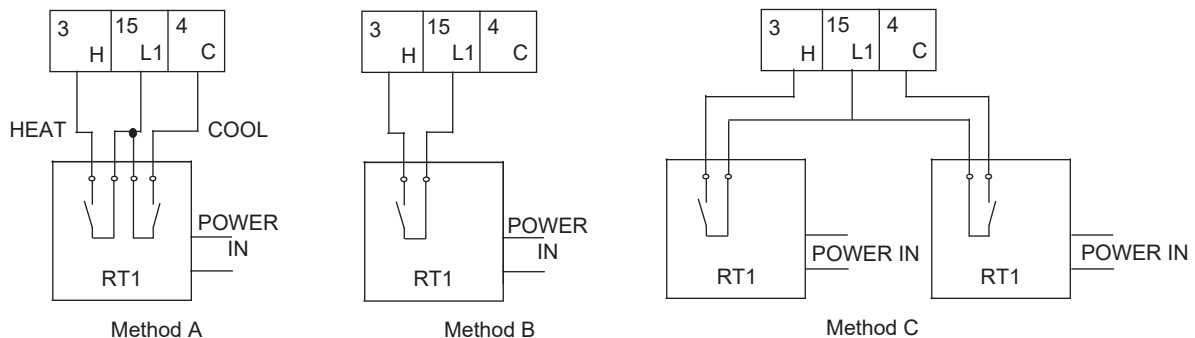 3 15 4
H L1 C
HEAT COOL
POWER
IN
RT1
Method A
3 15 4
H L1 C
POWER
IN
RT1
Method B
3 15 4
H L1 C
POWER IN
RT1
POWER IN
RT1
Method C